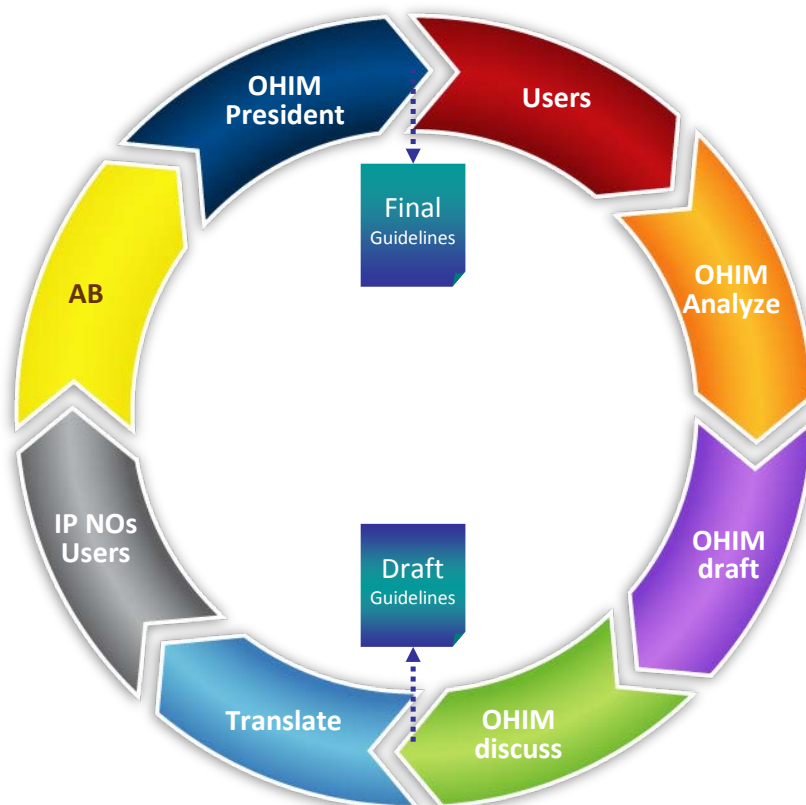 OHIM
President
Users
Final
Guidelines
OHIM
Analyze
AB
IP NOs
Users
OHIM
draft
Draft
Guidelines
Translate
OHIM
discuss